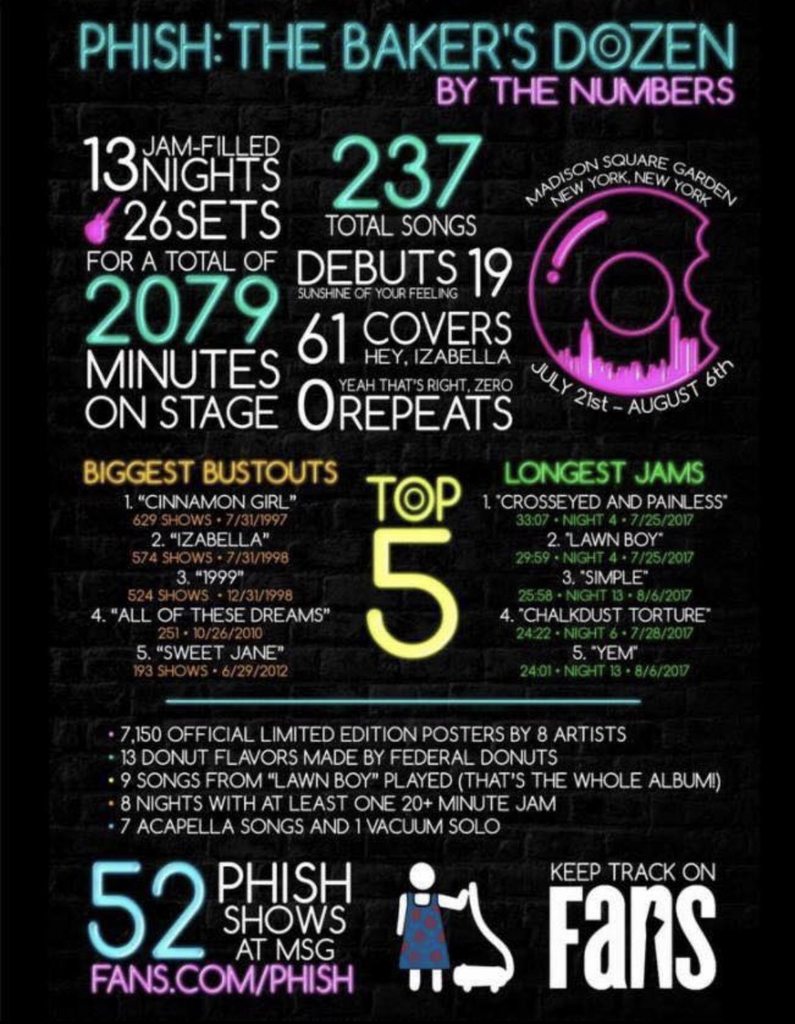 PHISH: THE BAKER'S DOZEN
BY THE NUMBERS
13 JAM-FILLED NIGHTS
26 SETS
FOR A TOTAL OF
2079
MINUTES
ON STAGE
237
TOTAL SONGS
DEBUTS 19
SUNSHINE OF YOUR FEELING
61 COVERS
HEY, IZABELLA
YEAH THAT'S RIGHT, ZERO
0 REPEATS
MADISON SQUARE GARDEN
NEW YORK, NEW YORK
JULY 21st – AUGUST 6th
BIGGEST BUSTOUTS
1. "CINNAMON GIRL"
629 SHOWS • 7/31/1997
2. "IZABELLA"
574 SHOWS • 7/31/1998
3. "1999"
524 SHOWS • 12/31/1998
4. "ALL OF THESE DREAMS"
251 • 10/26/2010
5. "SWEET JANE"
193 SHOWS • 6/29/2012
TOP
5
LONGEST JAMS
1. "CROSSEYED AND PAINLESS"
33:07 • NIGHT 4 • 7/25/2017
2. "LAWN BOY"
29:59 • NIGHT 4 • 7/25/2017
3. "SIMPLE"
25:58 • NIGHT 13 • 8/6/2017
4. "CHALKDUST TORTURE"
24:22 • NIGHT 6 • 7/28/2017
5. "YEM"
24:01 • NIGHT 13 • 8/6/2017
• 7,150 OFFICIAL LIMITED EDITION POSTERS BY 8 ARTISTS
• 13 DONUT FLAVORS MADE BY FEDERAL DONUTS
• 9 SONGS FROM "LAWN BOY" PLAYED (THAT'S THE WHOLE ALBUM!)
• 8 NIGHTS WITH AT LEAST ONE 20+ MINUTE JAM
• 7 ACAPELLA SONGS AND 1 VACUUM SOLO
52 PHISH
SHOWS
AT MSG
FANS.COM/PHISH
KEEP TRACK ON
Fans